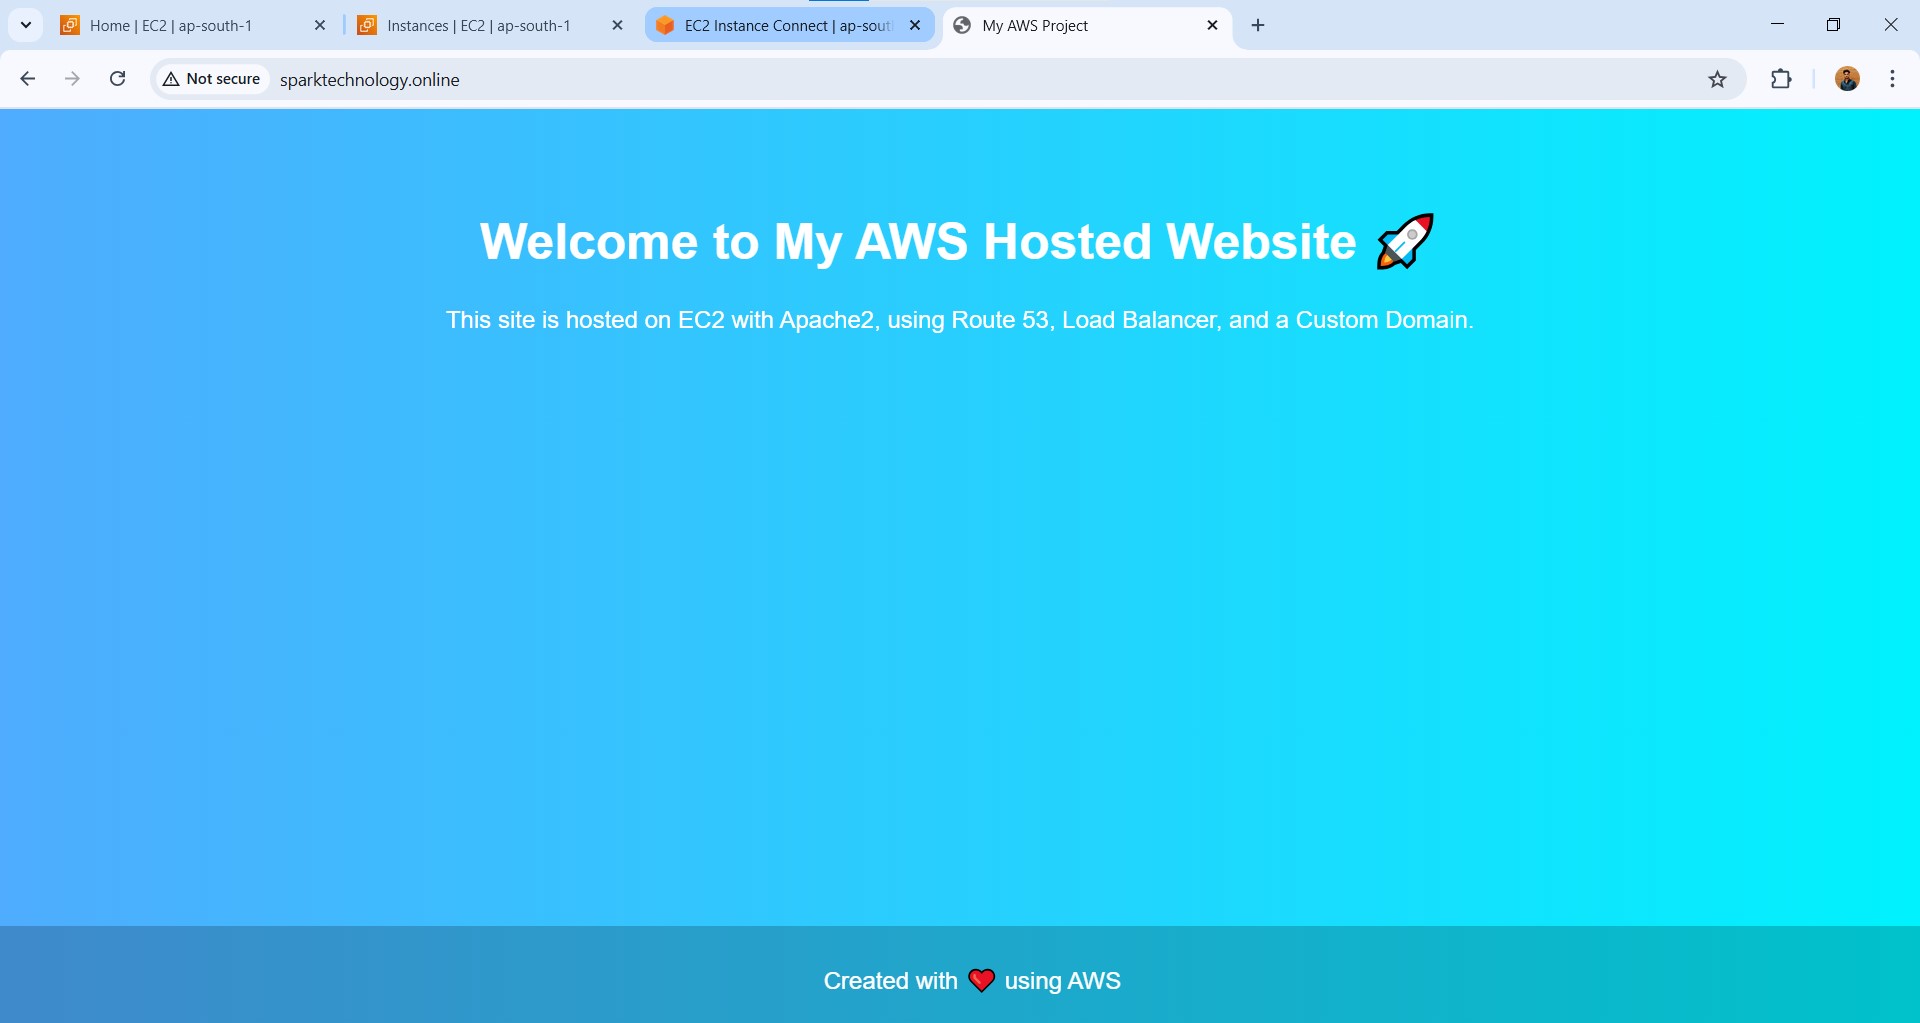 Home | EC2 | ap-south-1
Instances | EC2 | ap-south-1
EC2 Instance Connect | ap-sout
My AWS Project
Not secure
sparktechnology.online
Welcome to My AWS Hosted Website 🚀
This site is hosted on EC2 with Apache2, using Route 53, Load Balancer, and a Custom Domain.
Created with ❤️ using AWS